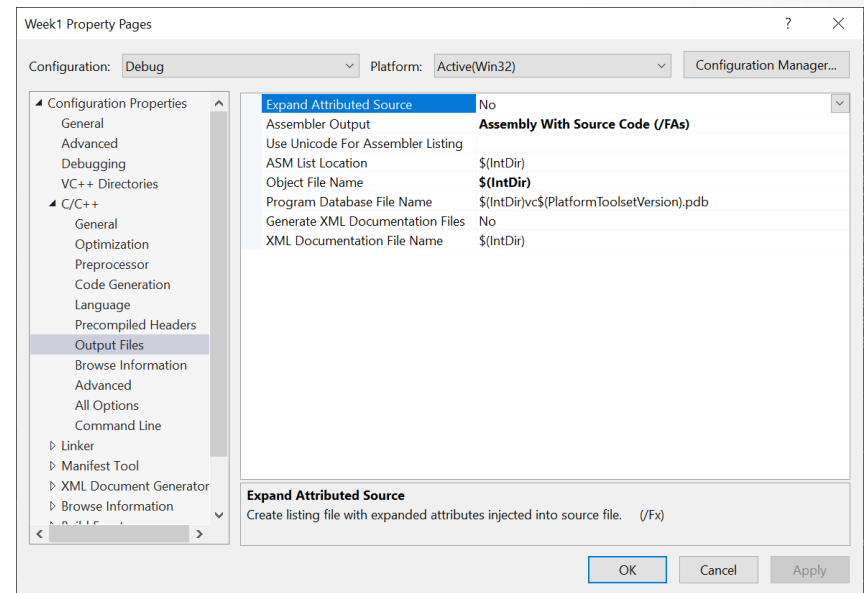 Week1 Property Pages ?
Configuration: Debug Platform: Active(Win32) Configuration Manager...
Configuration Properties
General
Advanced
Debugging
VC++ Directories
C/C++
General
Optimization
Preprocessor
Code Generation
Language
Precompiled Headers
Output Files
Browse Information
Advanced
All Options
Command Line
Linker
Manifest Tool
XML Document Generator
Browse Information
Expand Attributed Source No
Assembler Output Assembly With Source Code (/FAs)
Use Unicode For Assembler Listing
ASM List Location $(IntDir)
Object File Name $(IntDir)
Program Database File Name $(IntDir)vc$(PlatformToolsetVersion).pdb
Generate XML Documentation Files No
XML Documentation File Name $(IntDir)
Expand Attributed Source
Create listing file with expanded attributes injected into source file. (/Fx)
OK Cancel Apply